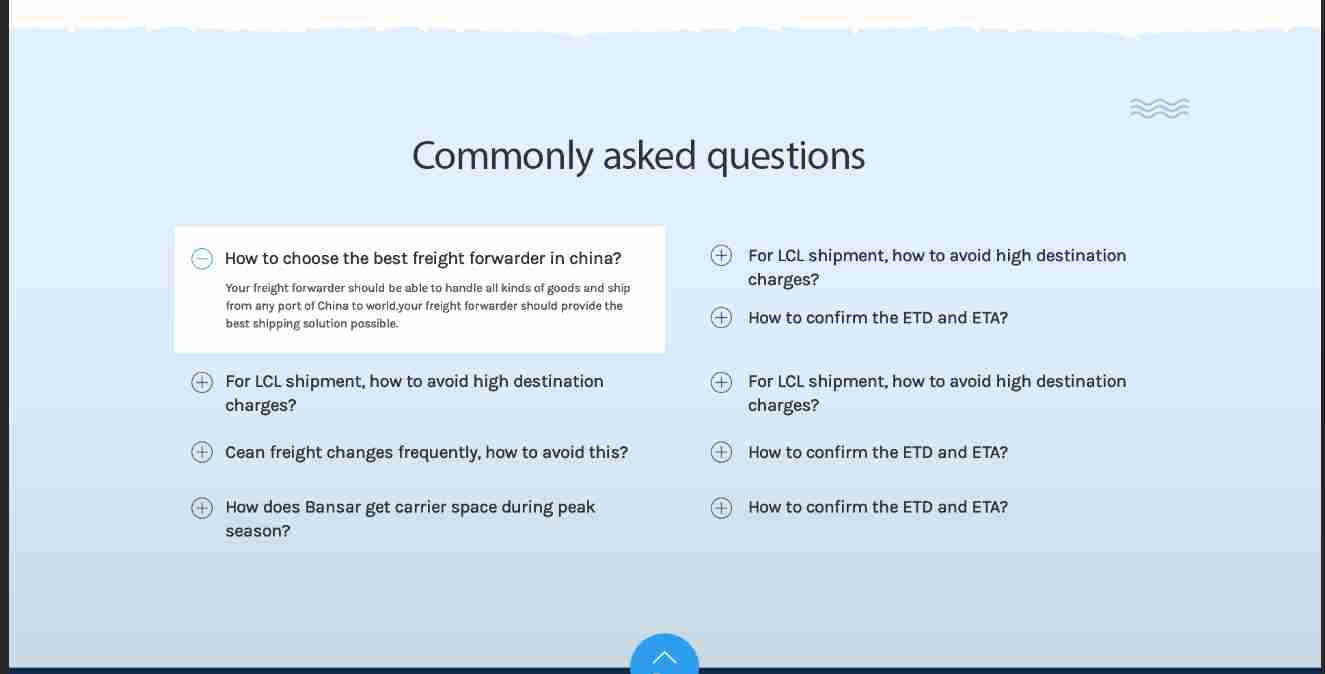 Commonly asked questions
How to choose the best freight forwarder in china?
Your freight forwarder should be able to handle all kinds of goods and ship
from any port of China to world,your freight forwarder should provide the
best shipping solution possible.
For LCL shipment, how to avoid high destination
charges?
Cean freight changes frequently, how to avoid this?
How does Bansar get carrier space during peak
season?
For LCL shipment, how to avoid high destination
charges?
How to confirm the ETD and ETA?
For LCL shipment, how to avoid high destination
charges?
How to confirm the ETD and ETA?
How to confirm the ETD and ETA?